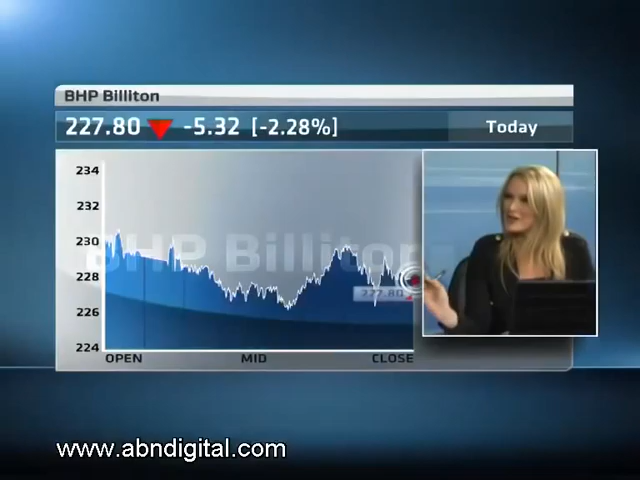 BHP Billiton
227.80 -5.32 [-2.28%] Today
234
232
230
228
226
224
BHP Billiton
227.80
OPEN MID CLOSE
www.abndigital.com